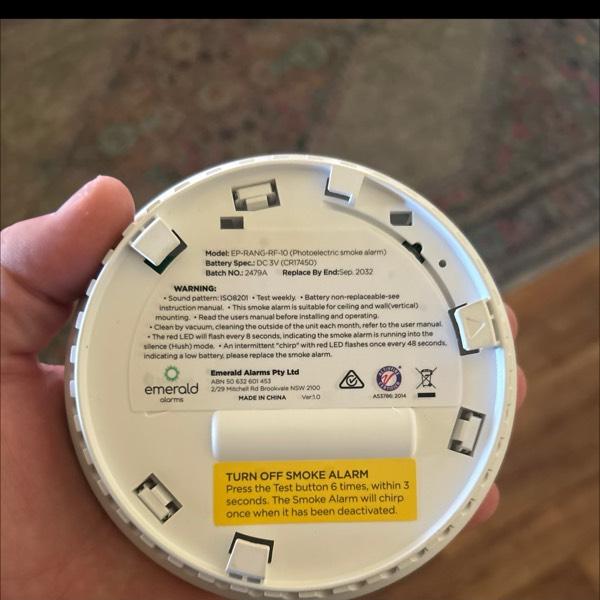 Model: EP-RANG-RF-10 (Photoelectric smoke alarm)
Battery Spec.: DC 3V (CR17450)
Batch NO.: 2479A Replace By End:Sep. 2032
WARNING:
• Sound pattern: ISO8201 • Test weekly. • Battery non-replaceable-see
instruction manual. • This smoke alarm is suitable for ceiling and wall(vertical)
mounting. • Read the users manual before installing and operating.
• Clean by vacuum, cleaning the outside of the unit each month, refer to the user manual.
• The red LED will flash every 8 seconds, indicating the smoke alarm is running into the
silence (Hush) mode. • An intermittent "chirp" with red LED flashes once every 48 seconds,
indicating a low battery, please replace the smoke alarm.
emerald
alarms
Emerald Alarms Pty Ltd
ABN 50 632 601 453
2/29 Mitchell Rd Brookvale NSW 2100
MADE IN CHINA Ver:1.0
AS3786: 2014
TURN OFF SMOKE ALARM
Press the Test button 6 times, within 3
seconds. The Smoke Alarm will chirp
once when it has been deactivated.